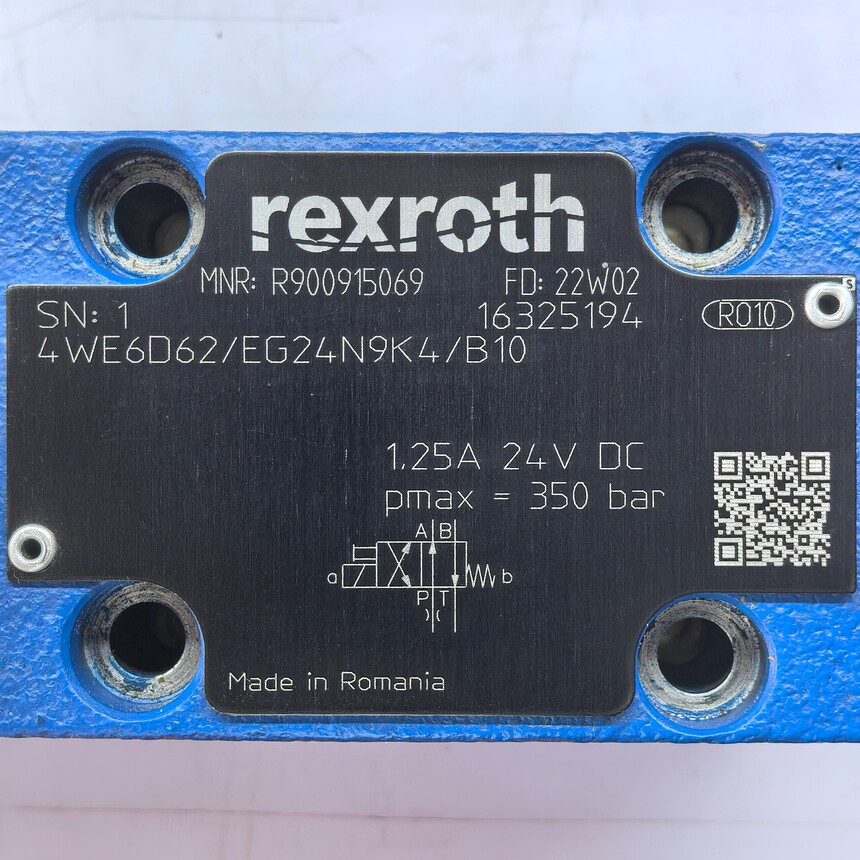 rexroth
MNR: R900915069 FD: 22W02
SN: 1 16325194 RO10
4WE6D62/EG24N9K4/B10
1,25A 24V DC
pmax = 350 bar
A B
a b
P T
Made in Romania
S